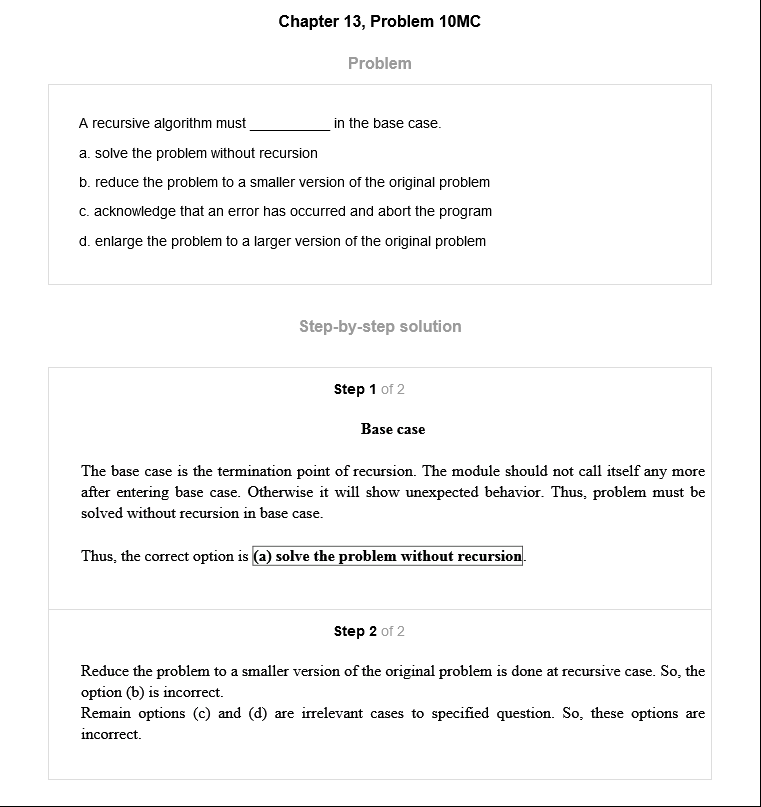 Chapter 13, Problem 10MC
Problem
A recursive algorithm must __________ in the base case.
a. solve the problem without recursion
b. reduce the problem to a smaller version of the original problem
c. acknowledge that an error has occurred and abort the program
d. enlarge the problem to a larger version of the original problem
Step-by-step solution
Step 1 of 2
Base case
The base case is the termination point of recursion. The module should not call itself any more
after entering base case. Otherwise it will show unexpected behavior. Thus, problem must be
solved without recursion in base case.
Thus, the correct option is (a) solve the problem without recursion.
Step 2 of 2
Reduce the problem to a smaller version of the original problem is done at recursive case. So, the
option (b) is incorrect.
Remain options (c) and (d) are irrelevant cases to specified question. So, these options are
incorrect.